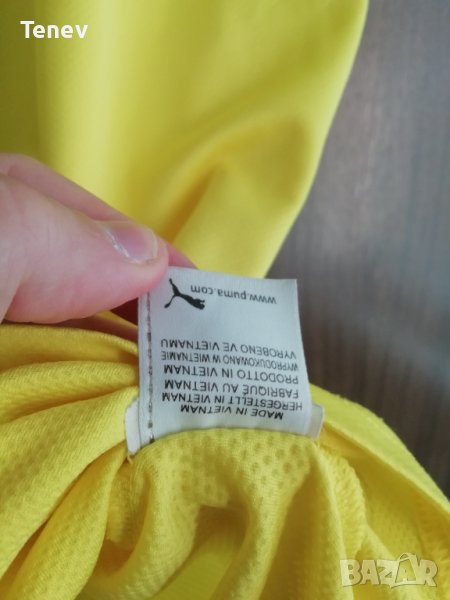 Tenev
MADE IN VIETNAM
HERGESTELLT IN VIETNAM
FABRIQUÉ AU VIETNAM
PRODOTTO IN VIETNAM
WYPRODUKOWANO W WIETNAMIE
VYROBENO VE VIETNAMU
www.puma.com
BAZAR